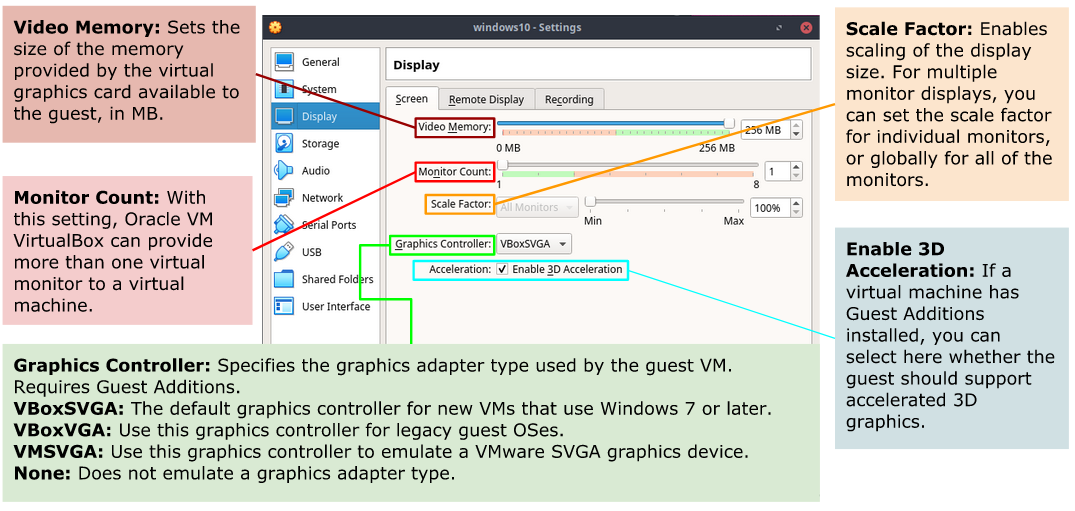 Video Memory: Sets the
size of the memory
provided by the virtual
graphics card available to
the guest, in MB.
Monitor Count: With
this setting, Oracle VM
VirtualBox can provide
more than one virtual
monitor to a virtual
machine.
windows10 - Settings
General
System
Display
Storage
Audio
Network
Serial Ports
USB
Shared Folders
User Interface
Display
Screen
Remote Display
Recording
Video Memory:
256 MB
0 MB
256 MB
Monitor Count:
1
1
8
Scale Factor:
All Monitors
100%
Min
Max
Graphics Controller:
VBoxSVGA
Acceleration:
Enable 3D Acceleration
Scale Factor: Enables
scaling of the display
size. For multiple
monitor displays, you
can set the scale factor
for individual monitors,
or globally for all of the
monitors.
Enable 3D
Acceleration: If a
virtual machine has
Guest Additions
installed, you can
select here whether the
guest should support
accelerated 3D
graphics.
Graphics Controller: Specifies the graphics adapter type used by the guest VM.
Requires Guest Additions.
VBoxSVGA: The default graphics controller for new VMs that use Windows 7 or later.
VBoxVGA: Use this graphics controller for legacy guest OSes.
VMSVGA: Use this graphics controller to emulate a VMware SVGA graphics device.
None: Does not emulate a graphics adapter type.